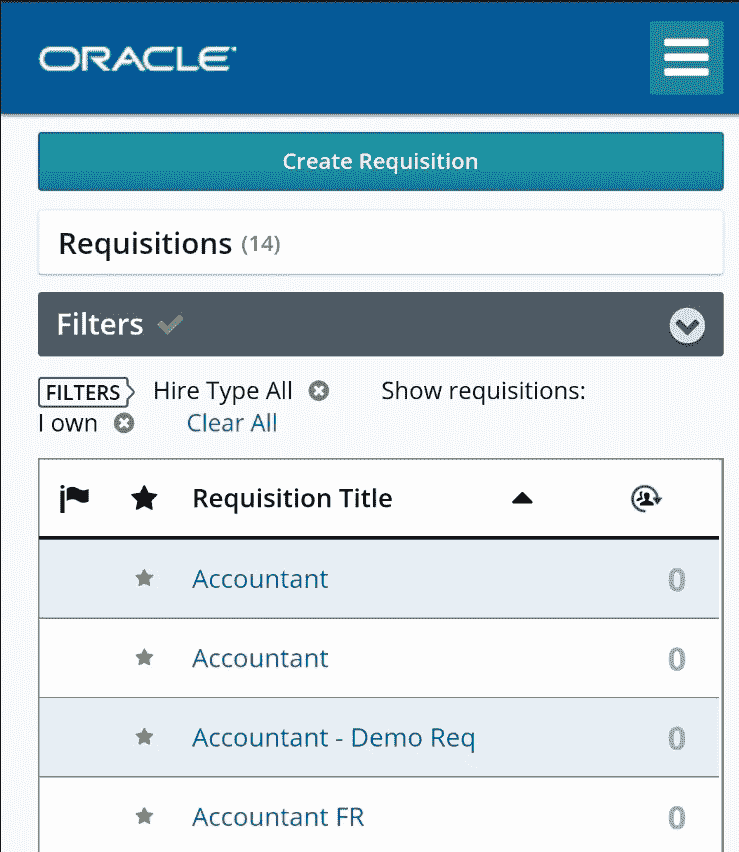 ORACLE
Create Requisition
Requisitions (14)
Filters
FILTERS Hire Type All Show requisitions:
I own Clear All
Requisition Title
Accountant 0
Accountant 0
Accountant - Demo Req 0
Accountant FR 0